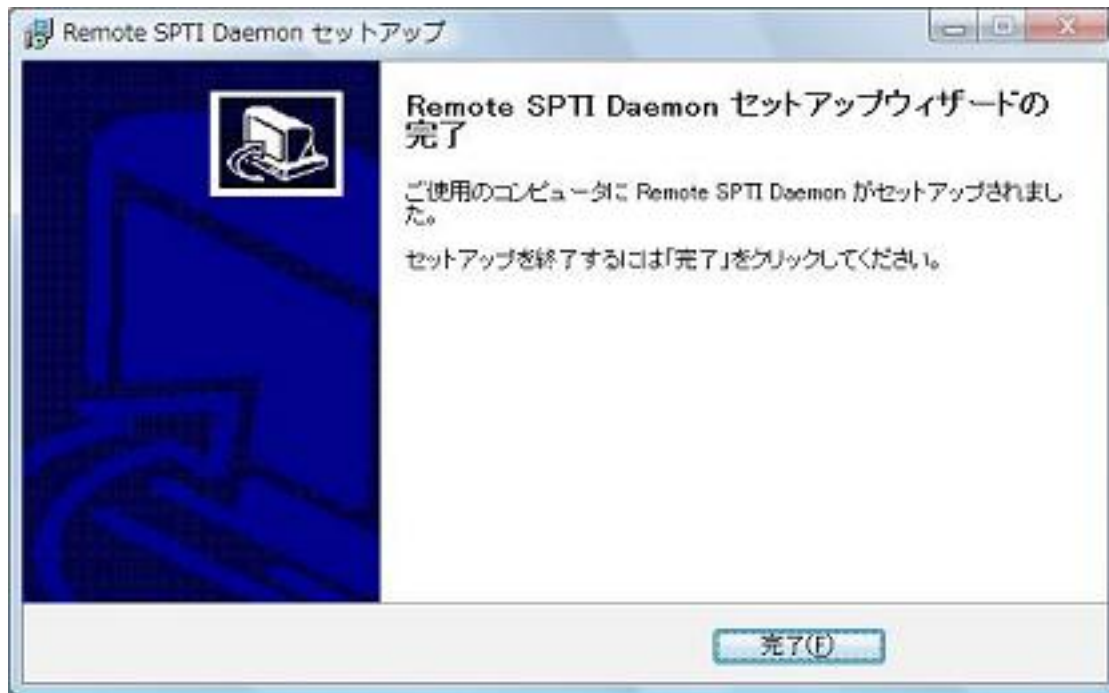 Remote SPTI Daemon セットアップ
Remote SPTI Daemon セットアップウィザードの
完了
ご使用のコンピュータに Remote SPTI Daemon がセットアップされまし
た。
セットアップを終了するには「完了」をクリックしてください。
完了(F)